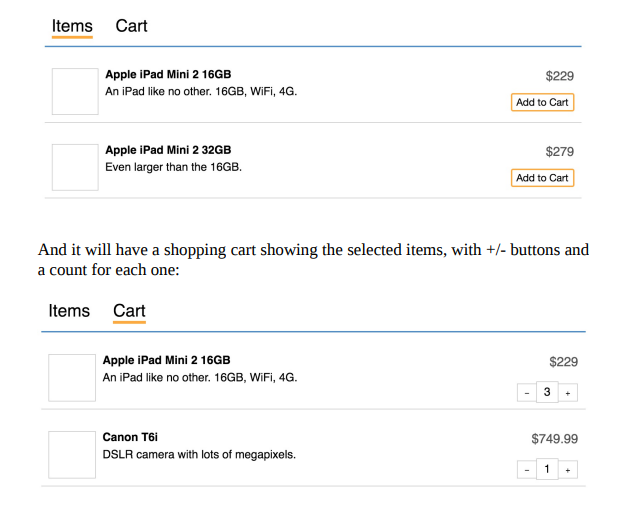 Items Cart
Apple iPad Mini 2 16GB $229
An iPad like no other. 16GB, WiFi, 4G.
Add to Cart
Apple iPad Mini 2 32GB $279
Even larger than the 16GB.
Add to Cart
And it will have a shopping cart showing the selected items, with +/- buttons and
a count for each one:
Items Cart
Apple iPad Mini 2 16GB $229
An iPad like no other. 16GB, WiFi, 4G.
- 3 +
Canon T6i $749.99
DSLR camera with lots of megapixels.
- 1 +